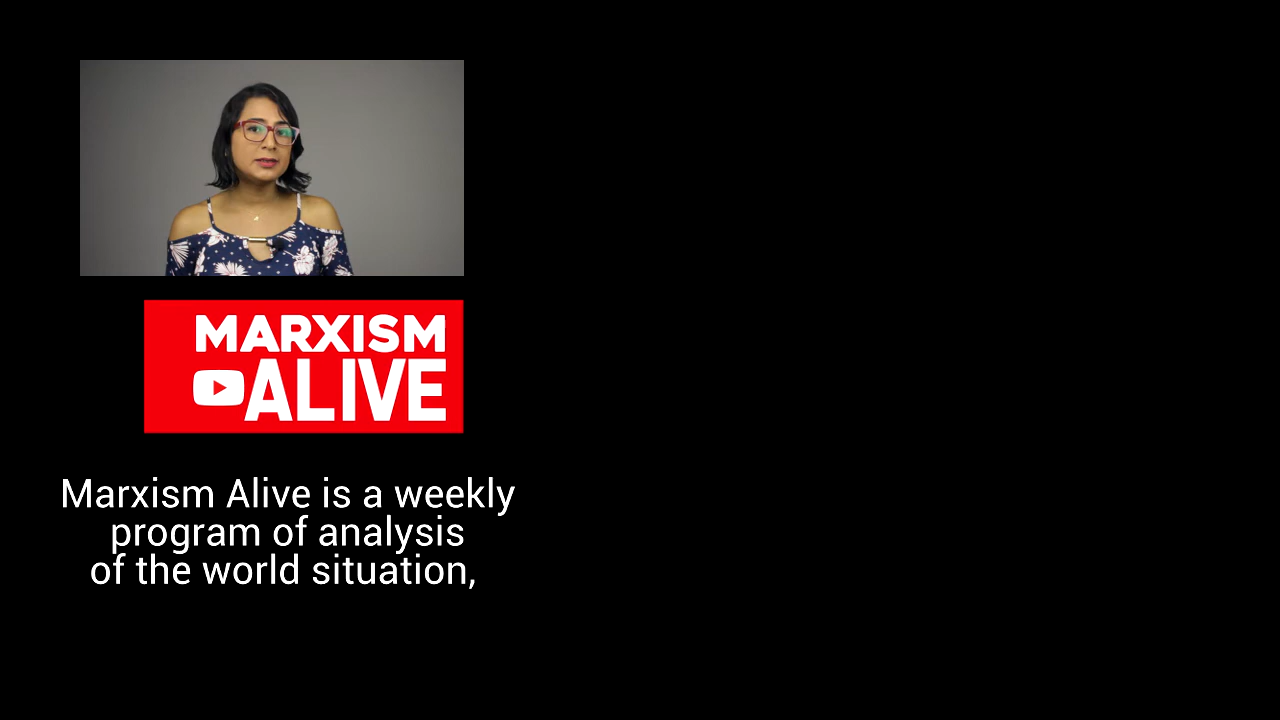 MARXISM
ALIVE
Marxism Alive is a weekly
program of analysis
of the world situation,